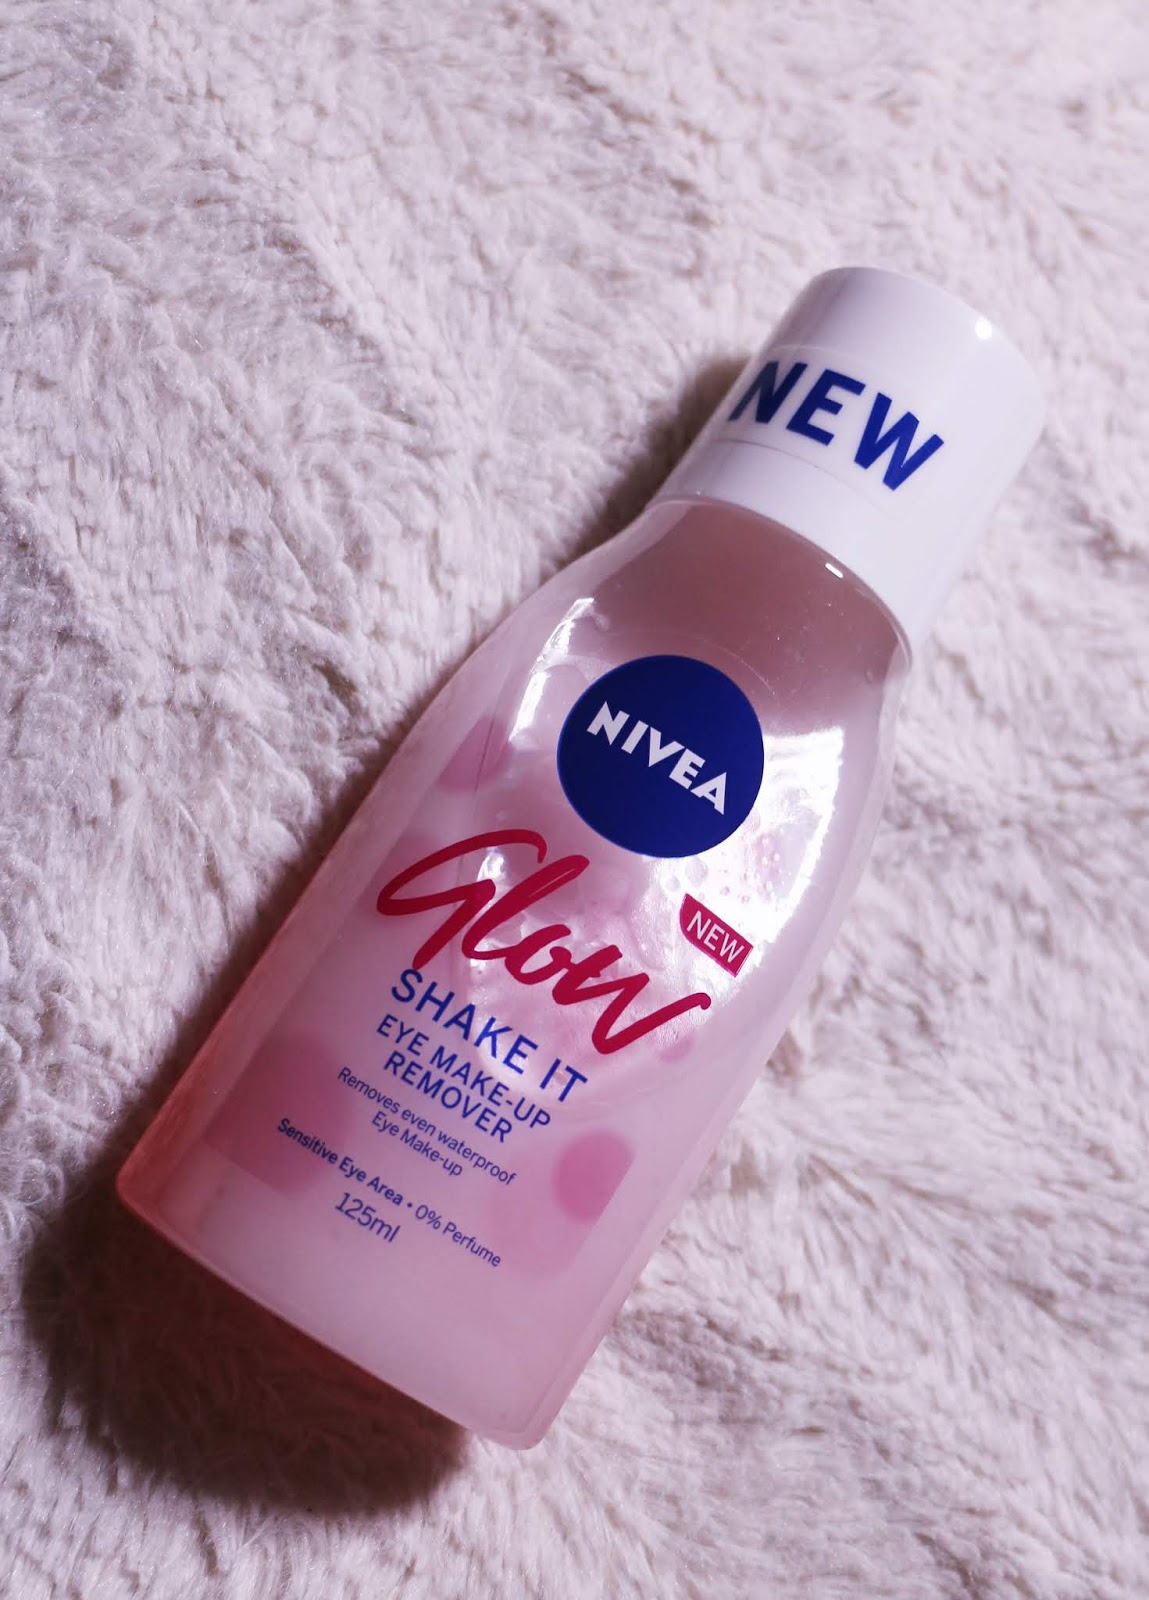 NEW
NIVEA
Glow
NEW
SHAKE IT
EYE MAKE-UP
REMOVER
Removes even waterproof
Eye Make-up
Sensitive Eye Area • 0% Perfume
125ml